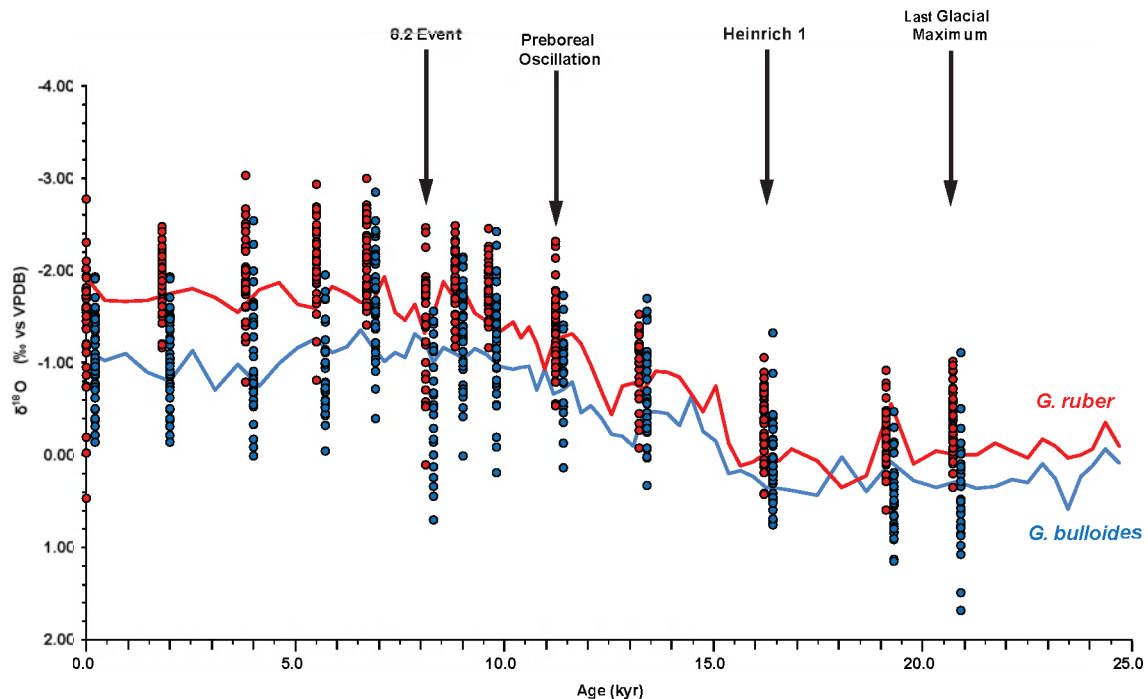 8.2 Event
Preboreal
Oscillation
Heinrich 1
Last Glacial
Maximum
-4.00
-3.00
-2.00
-1.00
0.00
1.00
2.00
δ18O (‰ vs VPDB)
G. ruber
G. bulloides
0.0
5.0
10.0
15.0
20.0
25.0
Age (kyr)